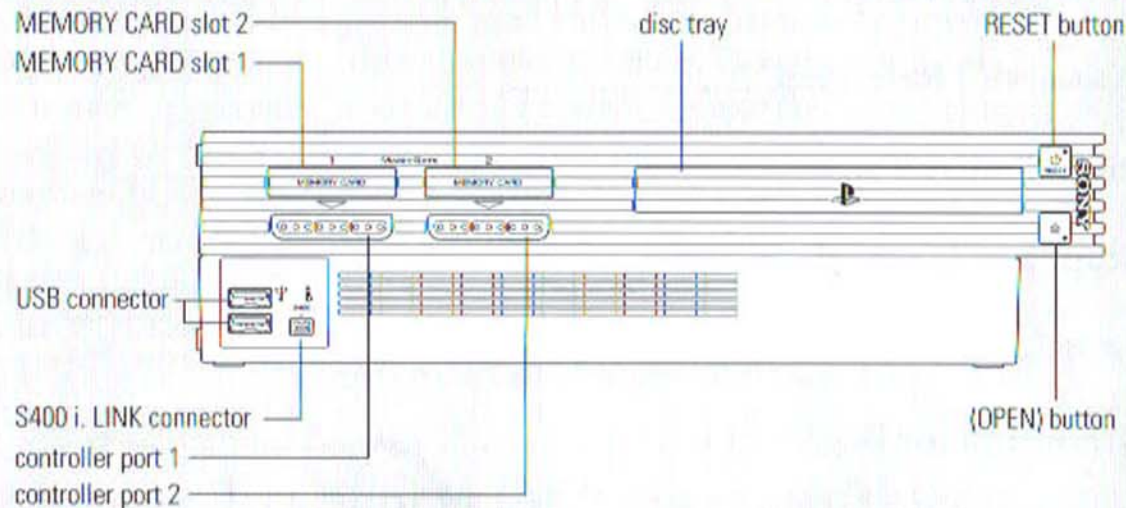 MEMORY CARD slot 2
disc tray
RESET button
MEMORY CARD slot 1
1
2
MEMORY CARD
MEMORY CARD
SONY
USB connector
S400 i. LINK connector
(OPEN) button
controller port 1
controller port 2